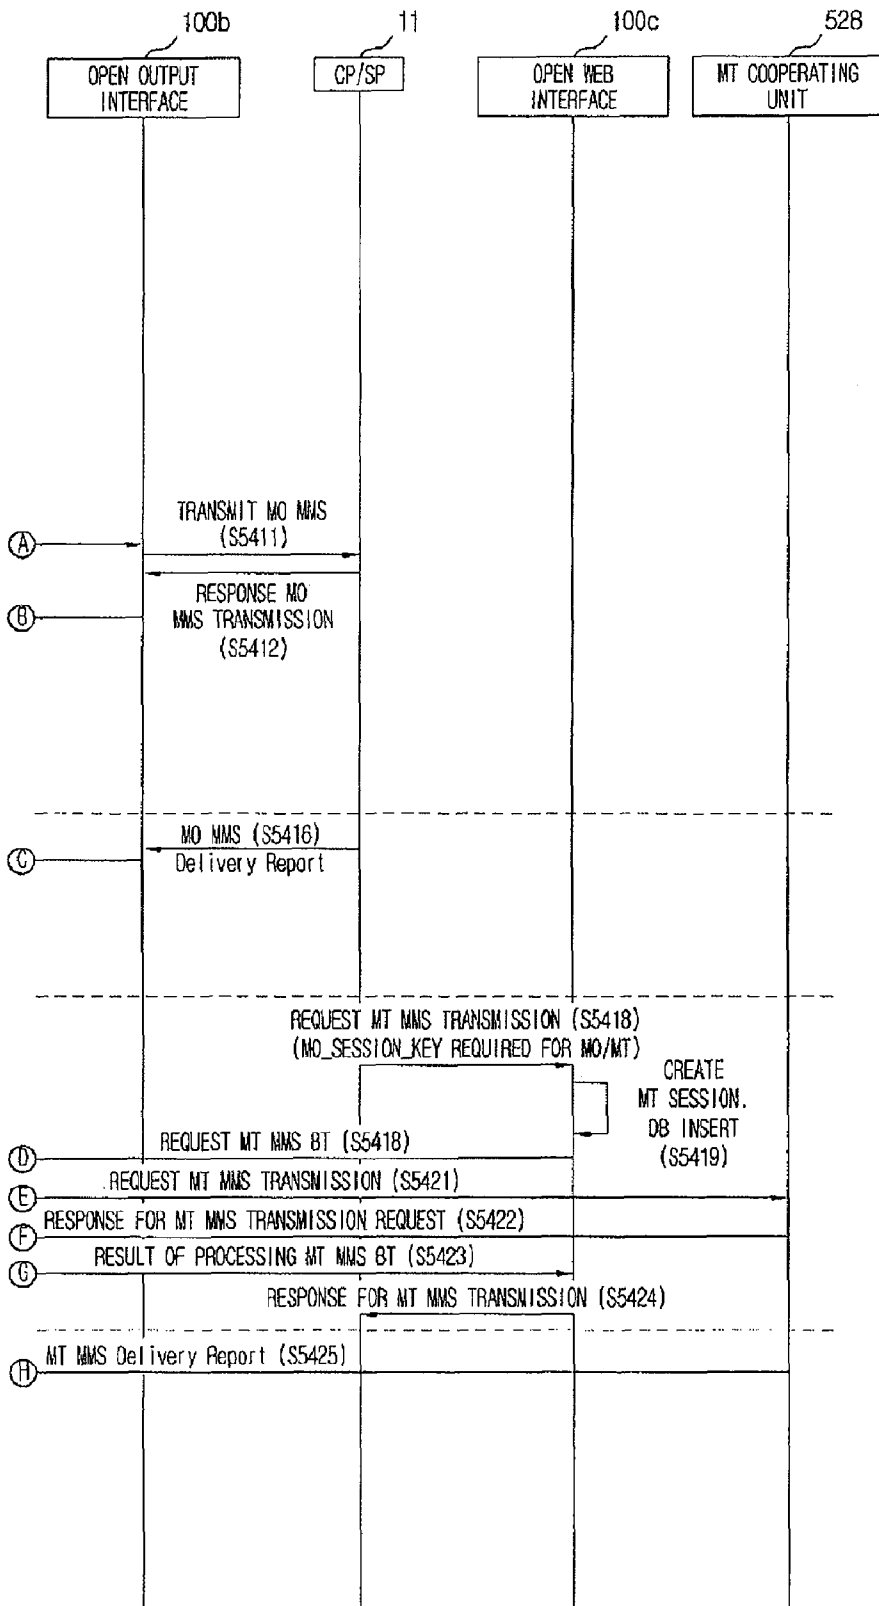 100b
11
100c
528
OPEN OUTPUT
INTERFACE
CP/SP
OPEN WEB
INTERFACE
MT COOPERATING
UNIT
TRANSMIT MO MMS
(S5411)
A
RESPONSE MO
MMS TRANSMISSION
(S5412)
B
MO MMS (S5416)
Delivery Report
C
REQUEST MT MMS TRANSMISSION (S5418)
(MO_SESSION_KEY REQUIRED FOR MO/MT)
CREATE
MT SESSION.
DB INSERT
(S5419)
REQUEST MT MMS BT (S5418)
D
REQUEST MT MMS TRANSMISSION (S5421)
E
RESPONSE FOR MT MMS TRANSMISSION REQUEST (S5422)
F
RESULT OF PROCESSING MT MMS BT (S5423)
G
RESPONSE FOR MT MMS TRANSMISSION (S5424)
MT MMS Delivery Report (S5425)
H